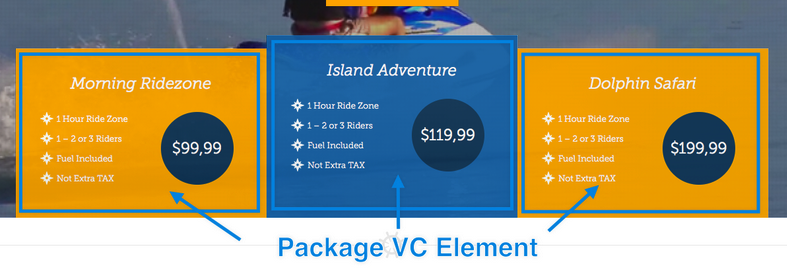 Morning Ridezone
1 Hour Ride Zone
1 – 2 or 3 Riders
Fuel Included
Not Extra TAX
$99,99
Island Adventure
1 Hour Ride Zone
1 – 2 or 3 Riders
Fuel Included
Not Extra TAX
$119,99
Dolphin Safari
1 Hour Ride Zone
1 – 2 or 3 Riders
Fuel Included
Not Extra TAX
$199,99
Package VC Element